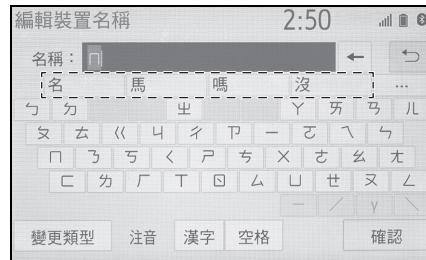 編輯裝置名稱 2:50
名稱： ㄇ
名 馬 嗎 沒 ...
ㄅ ㄉ ㄓ ㄚ ㄞ ㄢ ㄦ
ㄆ ㄊ ㄍ ㄐ ㄔ ㄗ ㄧ ㄛ ㄟ ㄣ
ㄇ ㄋ ㄎ ㄑ ㄕ ㄘ ㄨ ㄜ ㄠ ㄤ
ㄈ ㄌ ㄏ ㄒ ㄖ ㄙ ㄩ ㄝ ㄡ ㄥ
ˉ ˊ ˇ ˋ
變更類型 注音 漢字 空格 確認